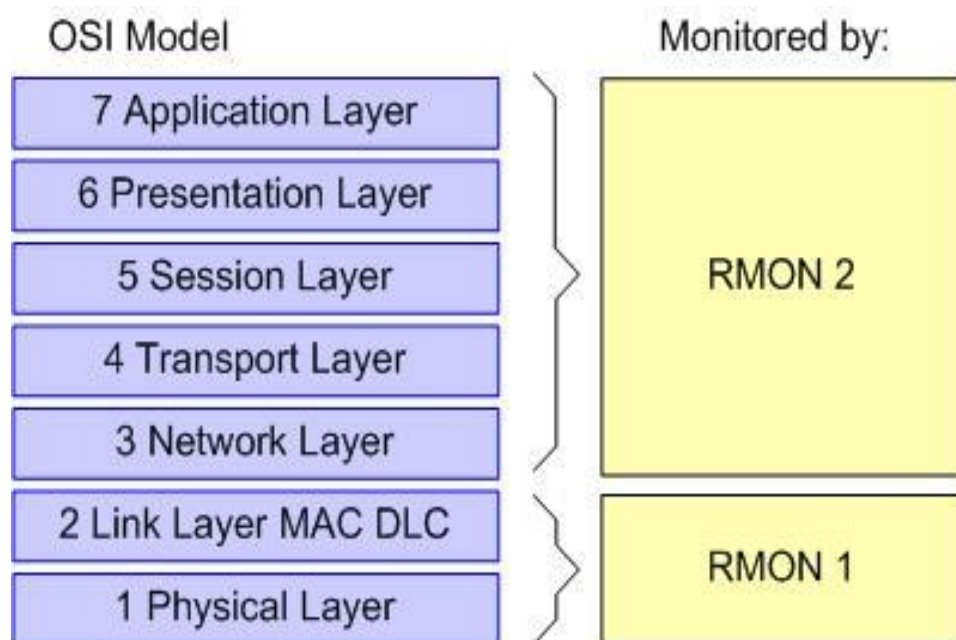 OSI Model
Monitored by:
7 Application Layer
6 Presentation Layer
5 Session Layer
4 Transport Layer
3 Network Layer
RMON 2
2 Link Layer MAC DLC
1 Physical Layer
RMON 1